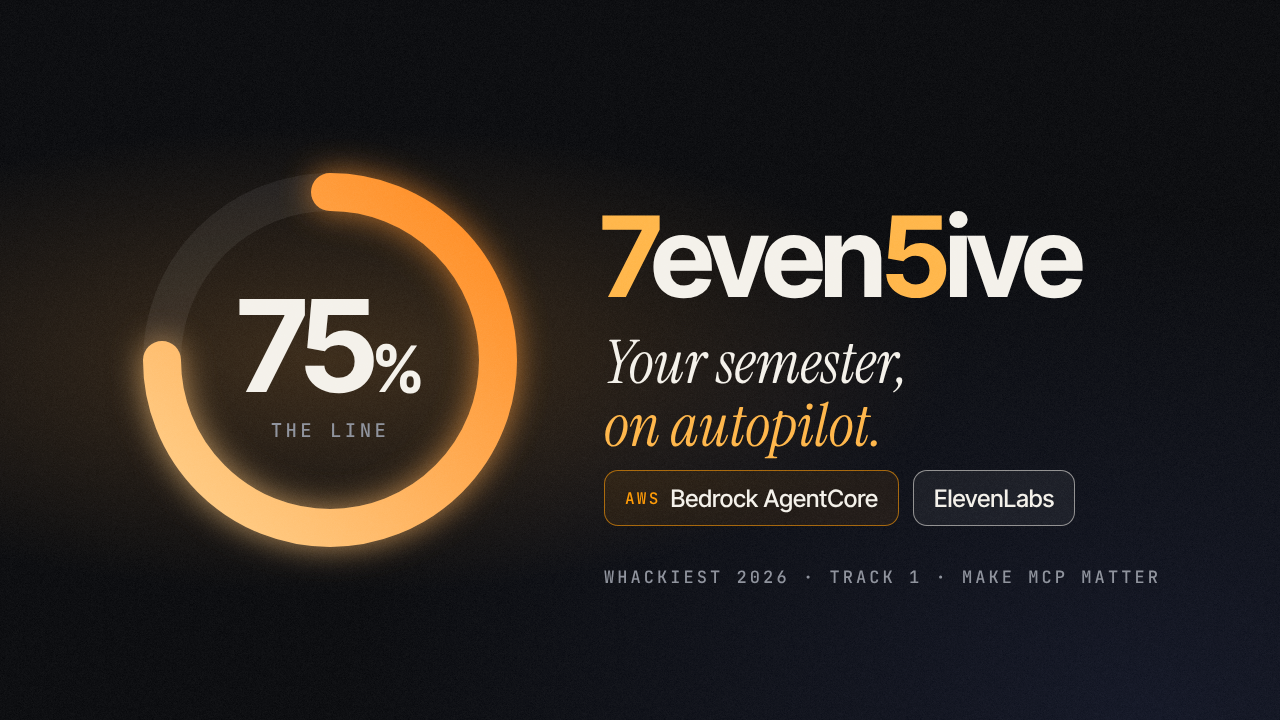 75%
THE LINE
7even5ive
Your semester,
on autopilot.
AWS Bedrock AgentCore
ElevenLabs
WHACKIEST 2026 · TRACK 1 · MAKE MCP MATTER